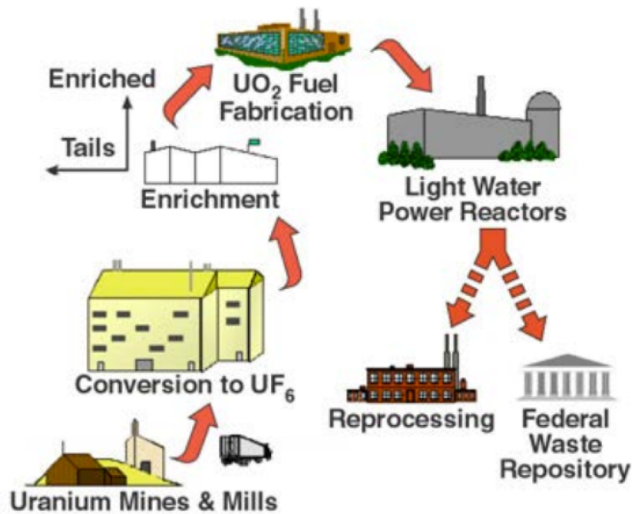 Enriched
Tails
UO₂ Fuel
Fabrication
Enrichment
Light Water
Power Reactors
Conversion to UF₆
Reprocessing
Federal
Waste
Repository
Uranium Mines & Mills